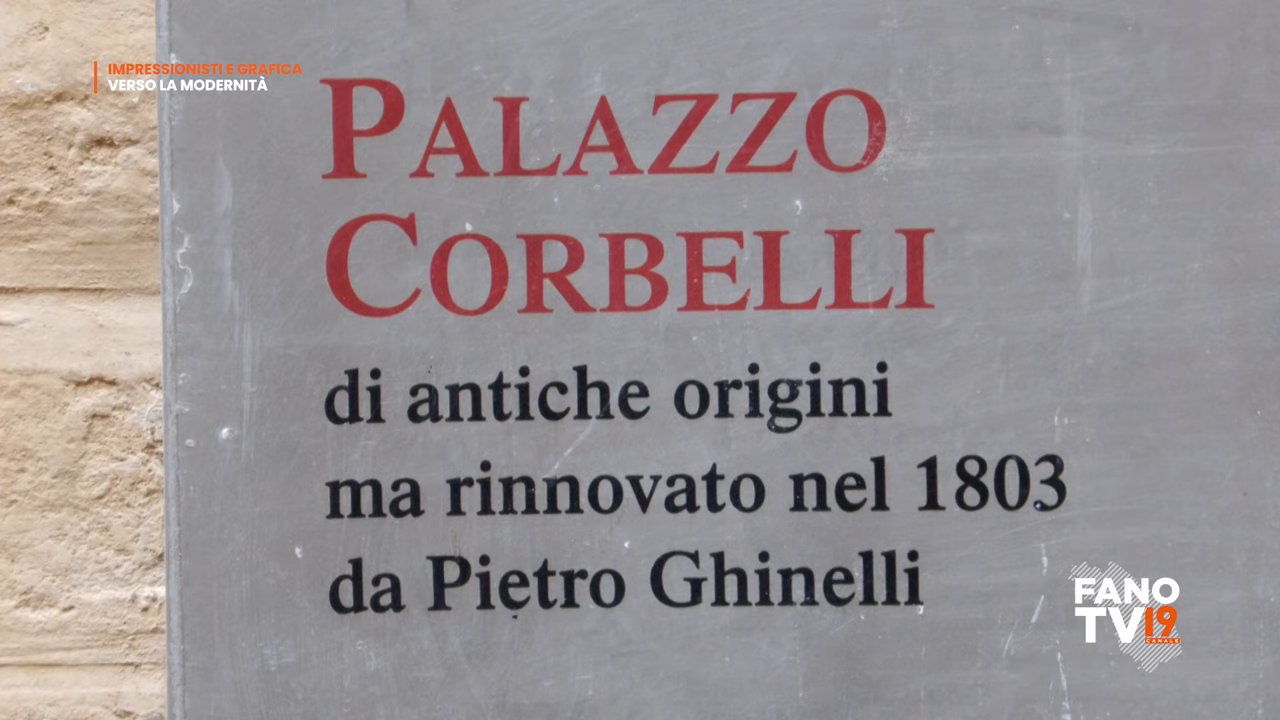 IMPRESSIONISTI E GRAFICA
VERSO LA MODERNITÀ
PALAZZO
CORBELLI
di antiche origini
ma rinnovato nel 1803
da Pietro Ghinelli
FANO
TV19
CANALE